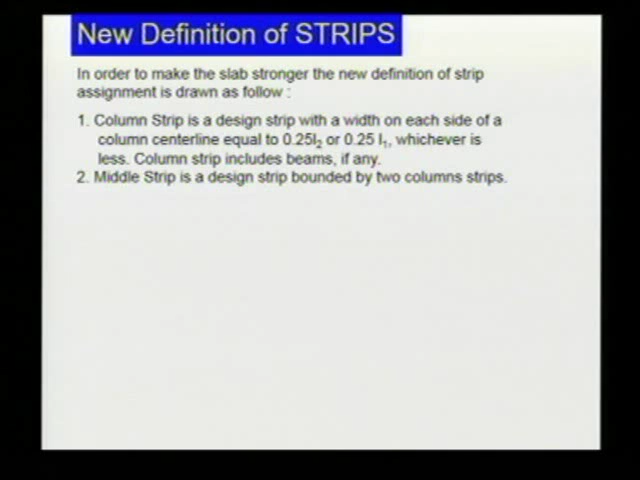 New Definition of STRIPS
In order to make the slab stronger the new definition of strip
assignment is drawn as follow :
1. Column Strip is a design strip with a width on each side of a
column centerline equal to 0.25l₂ or 0.25 l₁, whichever is
less. Column strip includes beams, if any.
2. Middle Strip is a design strip bounded by two columns strips.